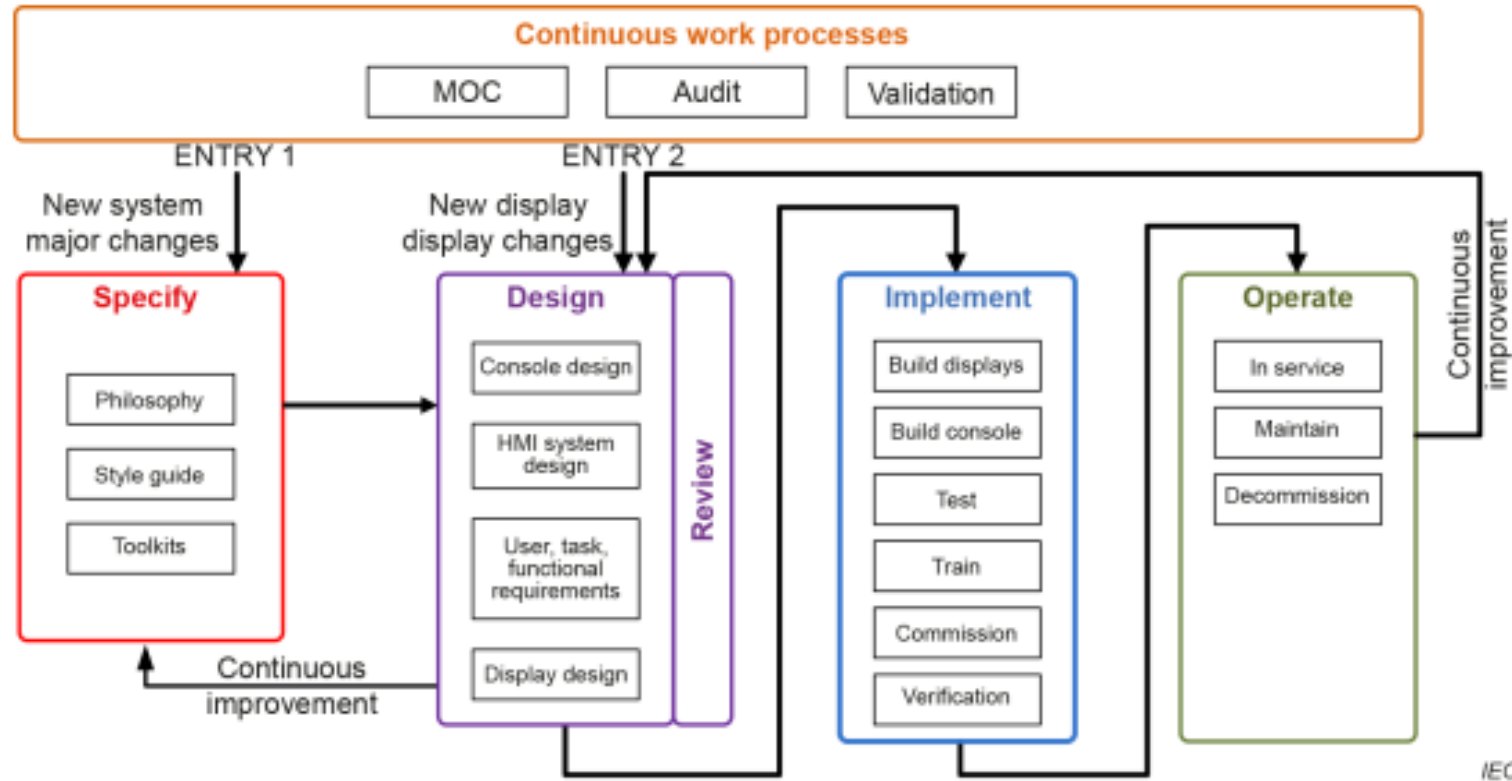 Continuous work processes
MOC
Audit
Validation
ENTRY 1
New system
major changes
ENTRY 2
New display
display changes
Specify
Philosophy
Style guide
Toolkits
Continuous
improvement
Design
Console design
HMI system
design
User, task,
functional
requirements
Display design
Review
Implement
Build displays
Build console
Test
Train
Commission
Verification
Operate
In service
Maintain
Decommission
Continuous
improvement
IEC